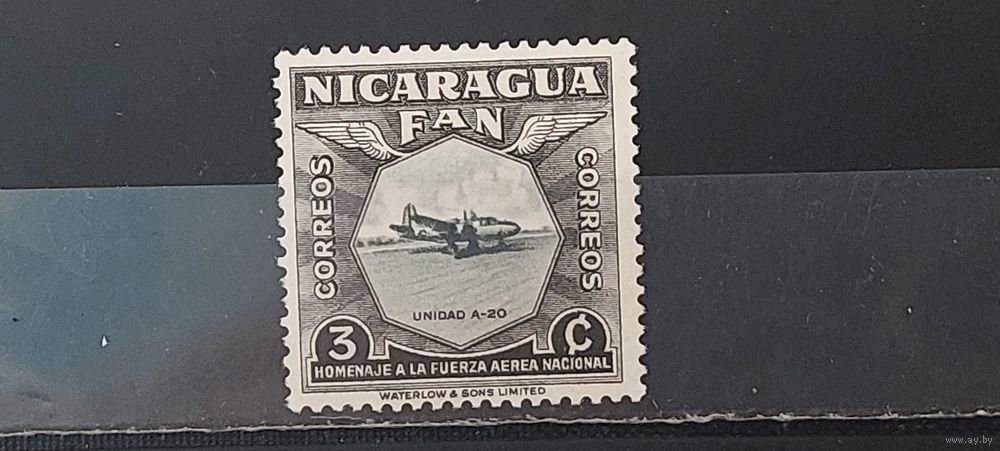 NICARAGUA
FAN
CORREOS
CORREOS
UNIDAD A-20
3 ¢
HOMENAJE A LA FUERZA AEREA NACIONAL
WATERLOW & SONS LIMITED
www.ay.by